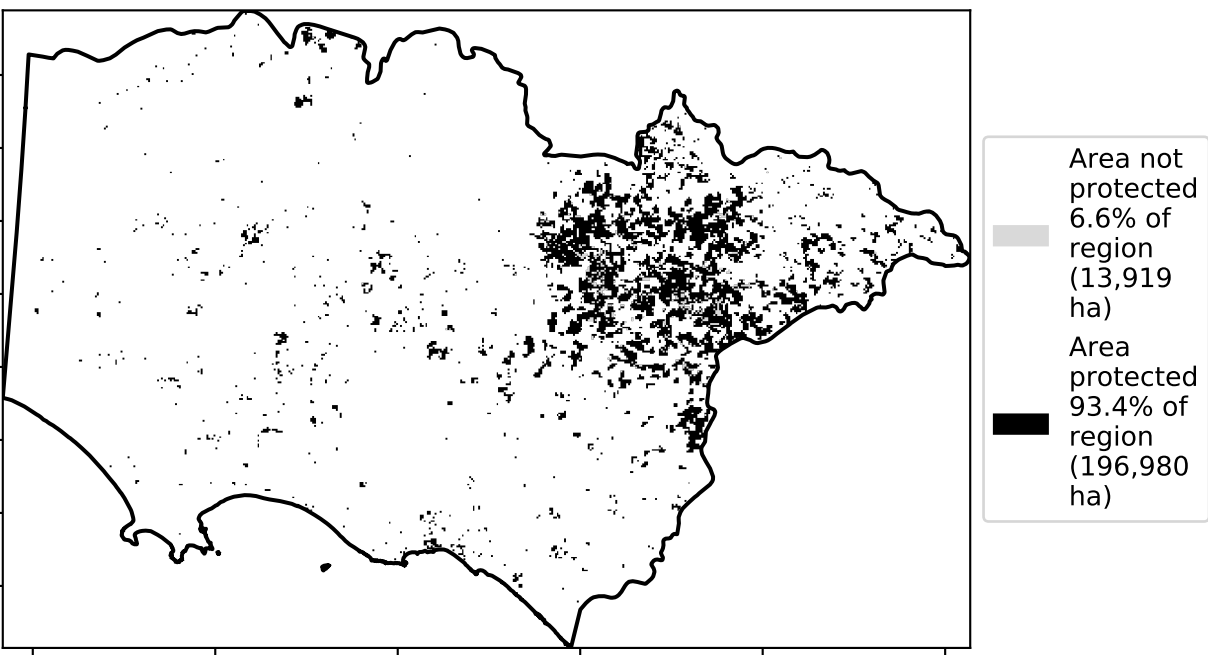 Area not
protected
6.6% of
region
(13,919
ha)
Area
protected
93.4% of
region
(196,980
ha)